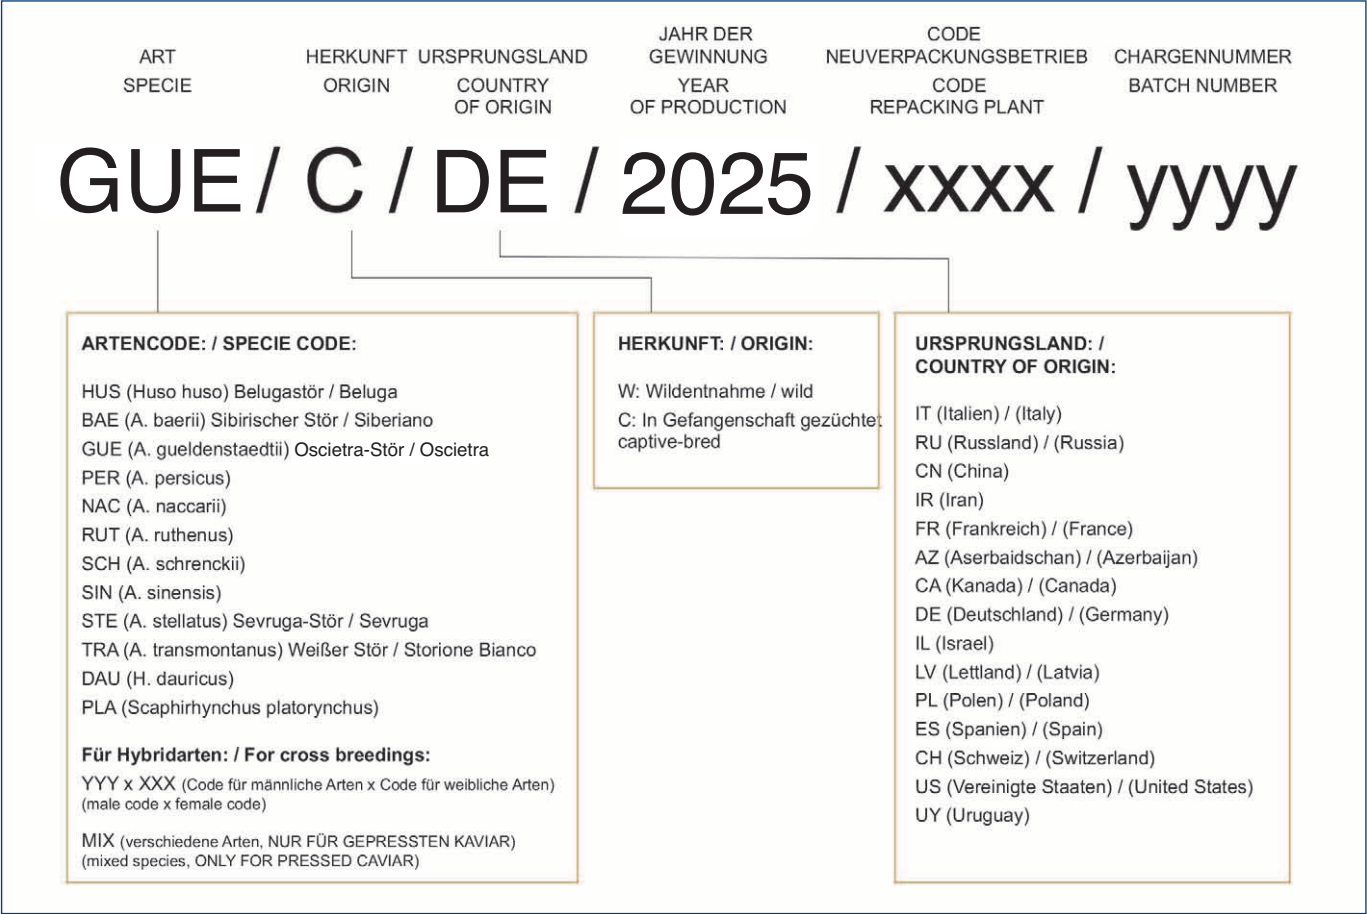 ART
SPECIE
HERKUNFT
ORIGIN
URSPRUNGSLAND
COUNTRY
OF ORIGIN
JAHR DER
GEWINNUNG
YEAR
OF PRODUCTION
CODE
NEUVERPACKUNGSBETRIEB
CODE
REPACKING PLANT
CHARGENNUMMER
BATCH NUMBER
GUE / C / DE / 2025 / xxxx / yyyy
ARTENCODE: / SPECIE CODE:
HUS (Huso huso) Belugastör / Beluga
BAE (A. baerii) Sibirischer Stör / Siberiano
GUE (A. gueldenstaedtii) Oscietra-Stör / Oscietra
PER (A. persicus)
NAC (A. naccarii)
RUT (A. ruthenus)
SCH (A. schrenckii)
SIN (A. sinensis)
STE (A. stellatus) Sevruga-Stör / Sevruga
TRA (A. transmontanus) Weißer Stör / Storione Bianco
DAU (H. dauricus)
PLA (Scaphirhynchus platorynchus)
Für Hybridarten: / For cross breedings:
YYY x XXX (Code für männliche Arten x Code für weibliche Arten)
(male code x female code)
MIX (verschiedene Arten, NUR FÜR GEPRESSTEN KAVIAR)
(mixed species, ONLY FOR PRESSED CAVIAR)
HERKUNFT: / ORIGIN:
W: Wildentnahme / wild
C: In Gefangenschaft gezüchtet
captive-bred
URSPRUNGSLAND: /
COUNTRY OF ORIGIN:
IT (Italien) / (Italy)
RU (Russland) / (Russia)
CN (China)
IR (Iran)
FR (Frankreich) / (France)
AZ (Aserbaidschan) / (Azerbaijan)
CA (Kanada) / (Canada)
DE (Deutschland) / (Germany)
IL (Israel)
LV (Lettland) / (Latvia)
PL (Polen) / (Poland)
ES (Spanien) / (Spain)
CH (Schweiz) / (Switzerland)
US (Vereinigte Staaten) / (United States)
UY (Uruguay)